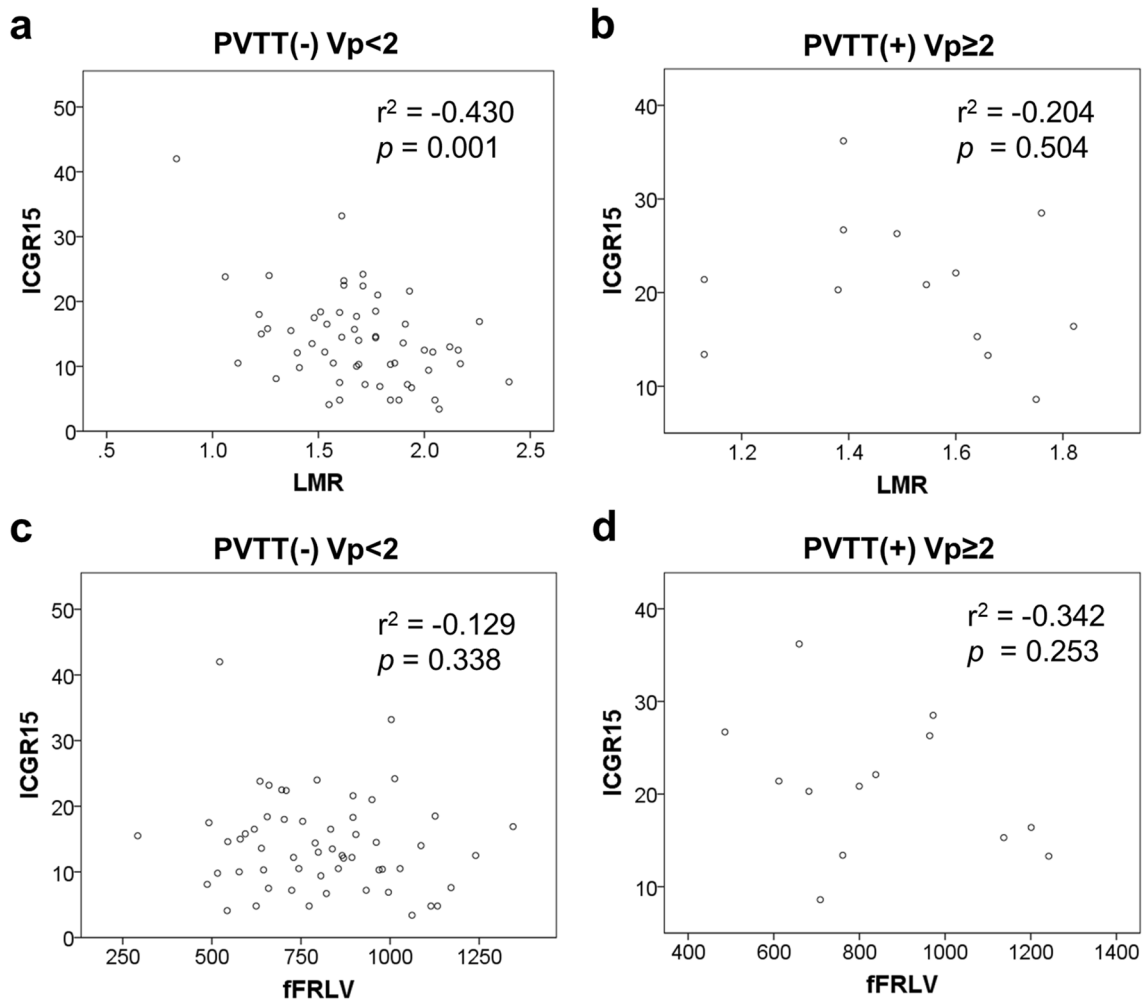 a
PVTT(-) Vp<2
r² = -0.430
p = 0.001
50
40
30
20
10
0
ICGR15
.5 1.0 1.5 2.0 2.5
LMR
b
PVTT(+) Vp≥2
r² = -0.204
p = 0.504
40
30
20
10
ICGR15
1.2 1.4 1.6 1.8
LMR
c
PVTT(-) Vp<2
r² = -0.129
p = 0.338
50
40
30
20
10
0
ICGR15
250 500 750 1000 1250
fFRLV
d
PVTT(+) Vp≥2
r² = -0.342
p = 0.253
40
30
20
10
ICGR15
400 600 800 1000 1200 1400
fFRLV